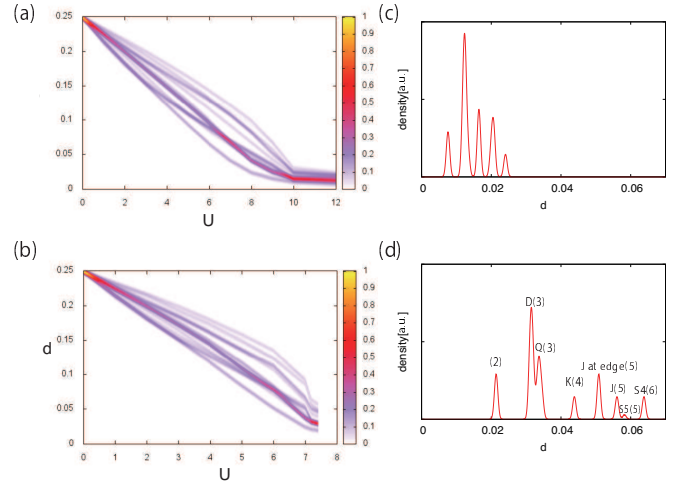 (a)
0.25
0.2
0.15
0.1
0.05
0
0 2 4 6 8 10 12
U
1
0.9
0.8
0.7
0.6
0.5
0.4
0.3
0.2
0.1
0
(c)
density[a.u.]
0 0.02 0.04 0.06
d
(b)
0.25
0.2
0.15
0.1
0.05
0
d
0 1 2 3 4 5 6 7 8
U
1
0.9
0.8
0.7
0.6
0.5
0.4
0.3
0.2
0.1
0
(d)
density[a.u.]
D(3)
(2)
Q(3)
J at edge(5)
K(4)
J(5)
S4(6)
S5(5)
0 0.02 0.04 0.06
d